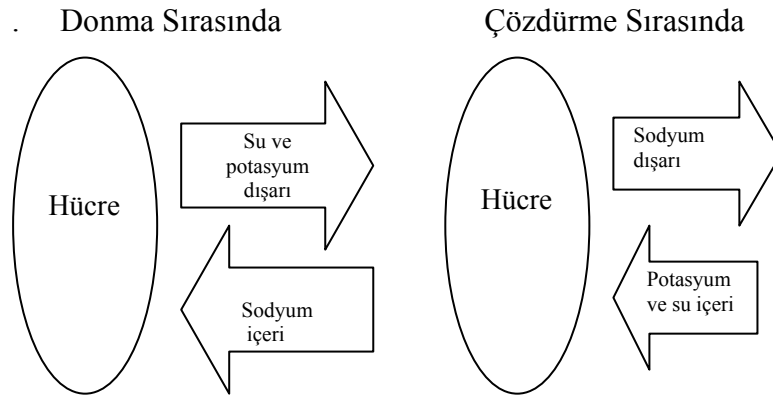 . Donma Sırasında
Hücre
Su ve
potasyum
dışarı
Sodyum
içeri
Çözdürme Sırasında
Hücre
Sodyum
dışarı
Potasyum
ve su içeri